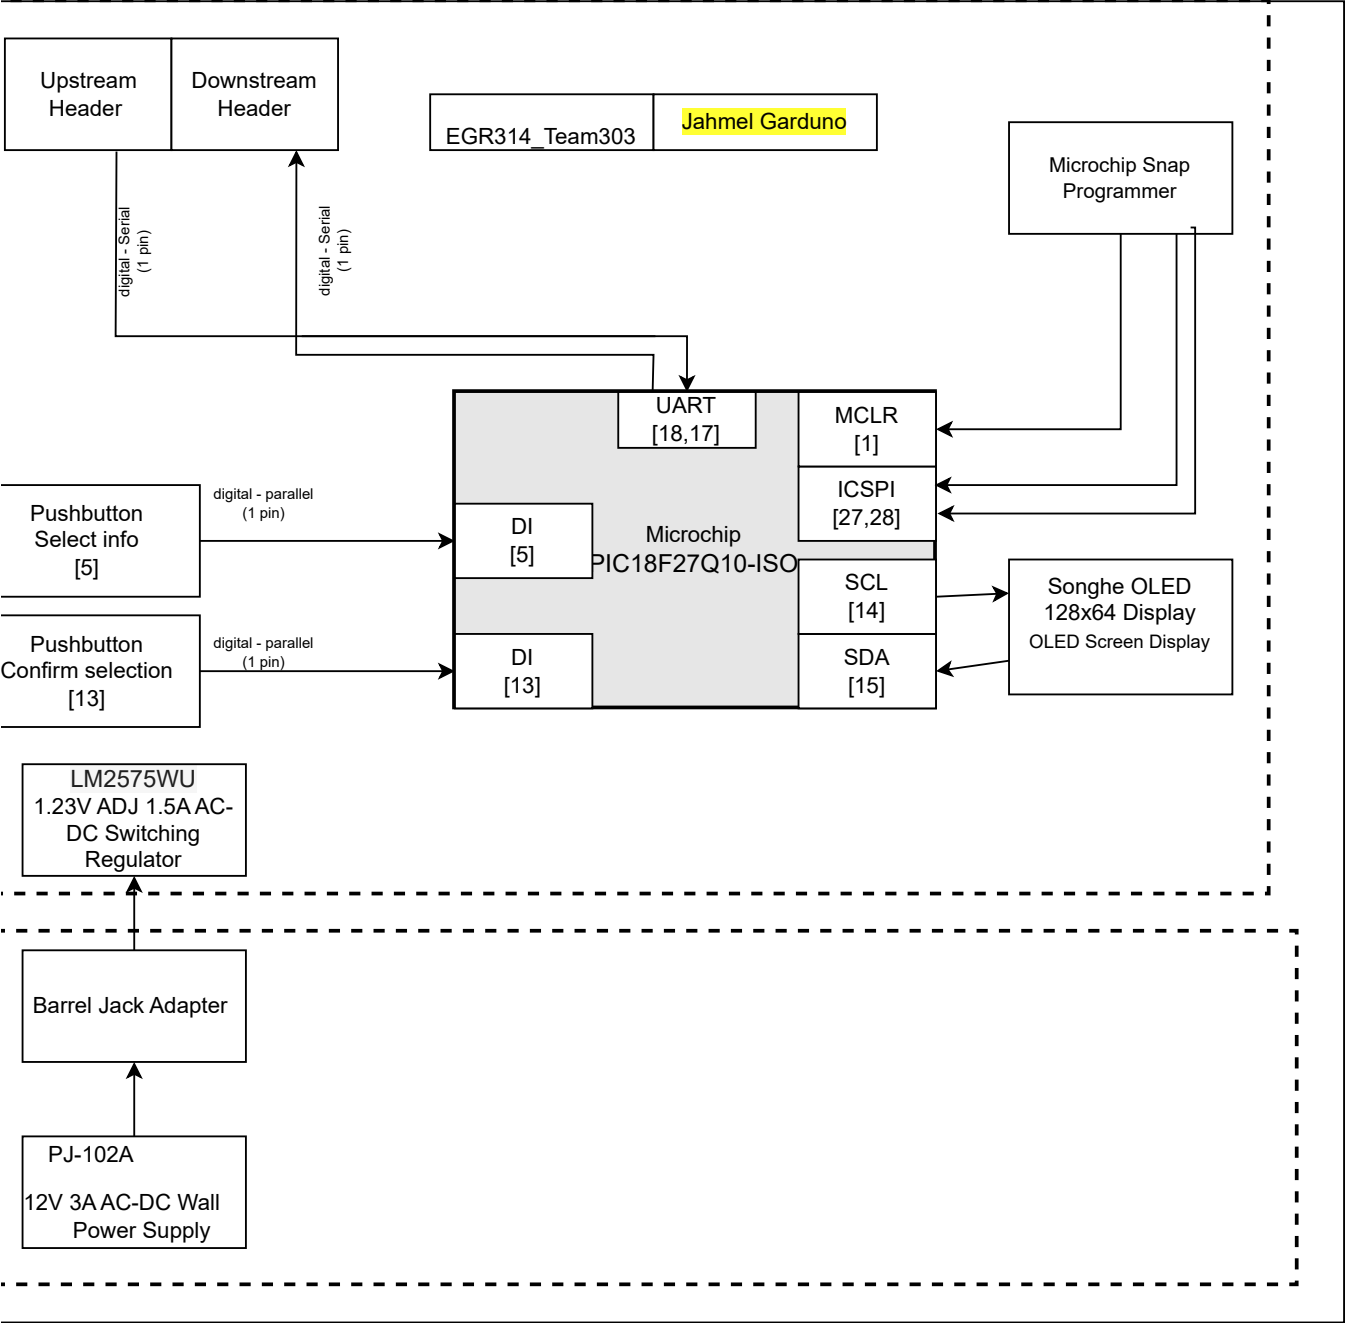 Upstream
Header
Downstream
Header
EGR314_Team303
Jahmel Garduno
Microchip Snap
Programmer
digital - Serial
(1 pin)
digital - Serial
(1 pin)
UART
[18,17]
MCLR
[1]
ICSPI
[27,28]
Pushbutton
Select info
[5]
digital - parallel
(1 pin)
DI
[5]
Microchip
PIC18F27Q10-ISO
SCL
[14]
Songhe OLED
128x64 Display
OLED Screen Display
Pushbutton
Confirm selection
[13]
digital - parallel
(1 pin)
DI
[13]
SDA
[15]
LM2575WU
1.23V ADJ 1.5A AC-
DC Switching
Regulator
Barrel Jack Adapter
PJ-102A
12V 3A AC-DC Wall
Power Supply